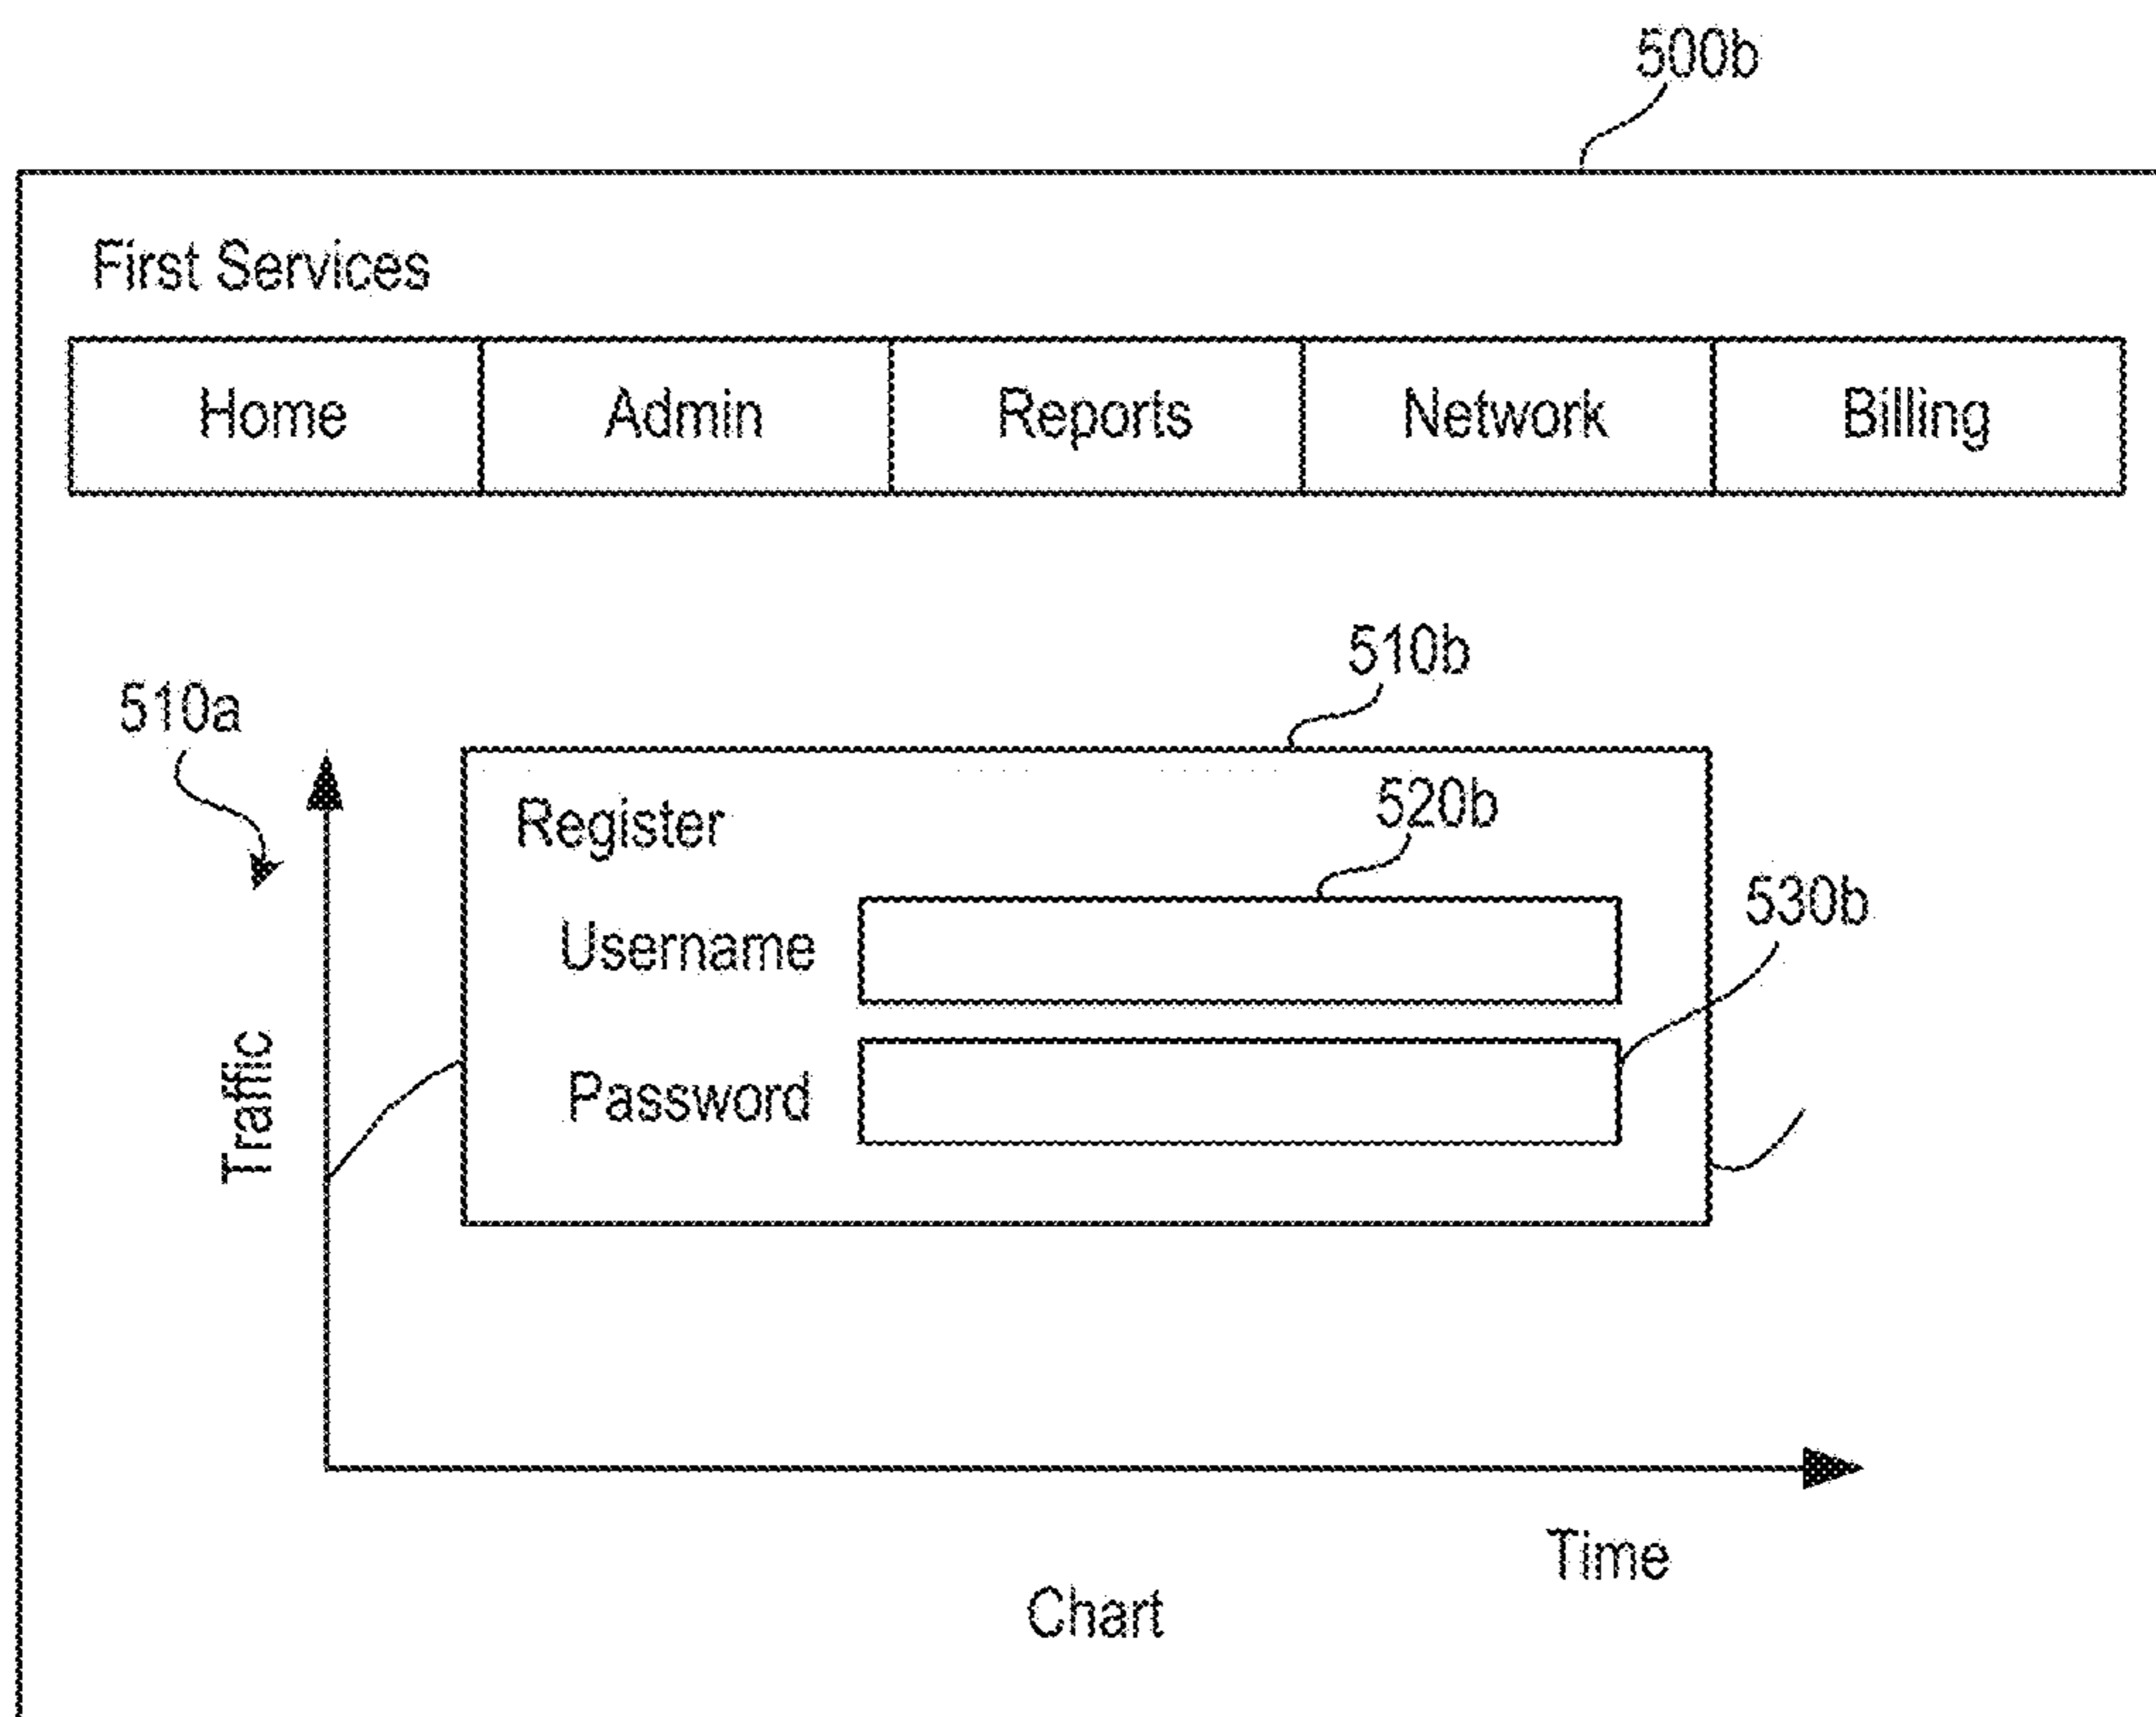 500b
First Services
Home Admin Reports Network Billing
510b
510a
Register
520b
Username
530b
Password
Traffic
Time
Chart